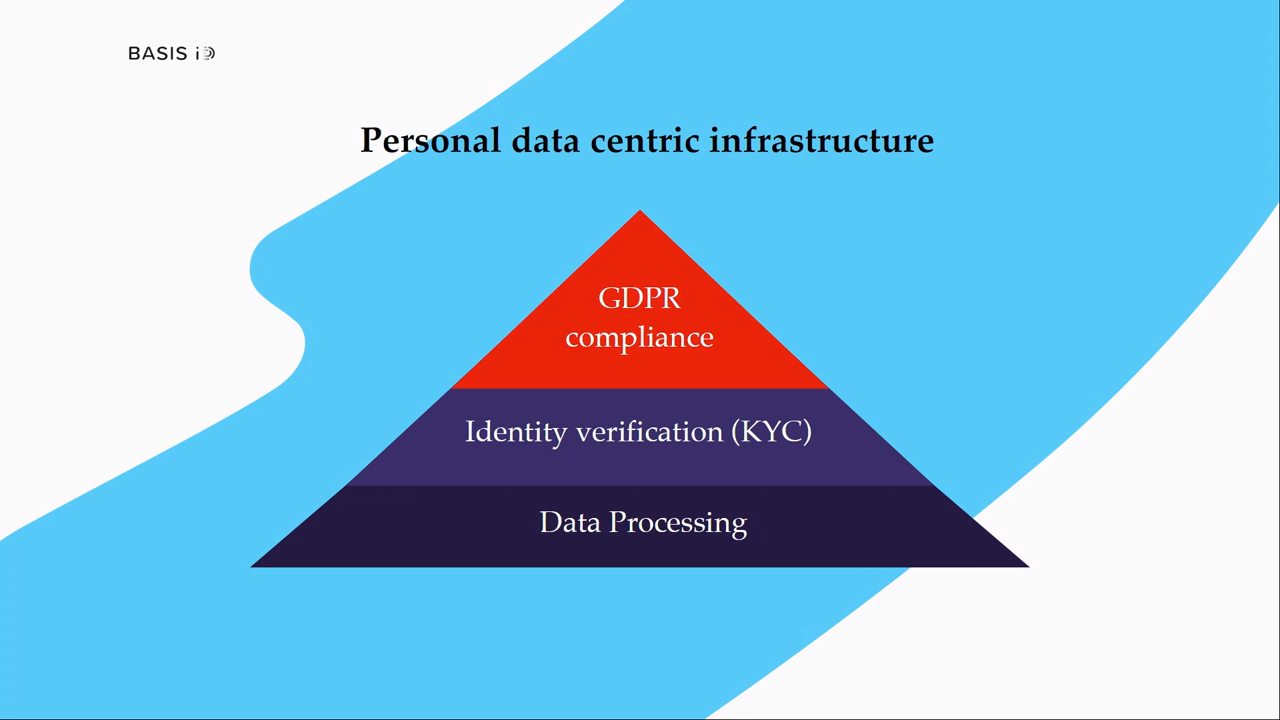 BASIS iD
Personal data centric infrastructure
GDPR
compliance
Identity verification (KYC)
Data Processing